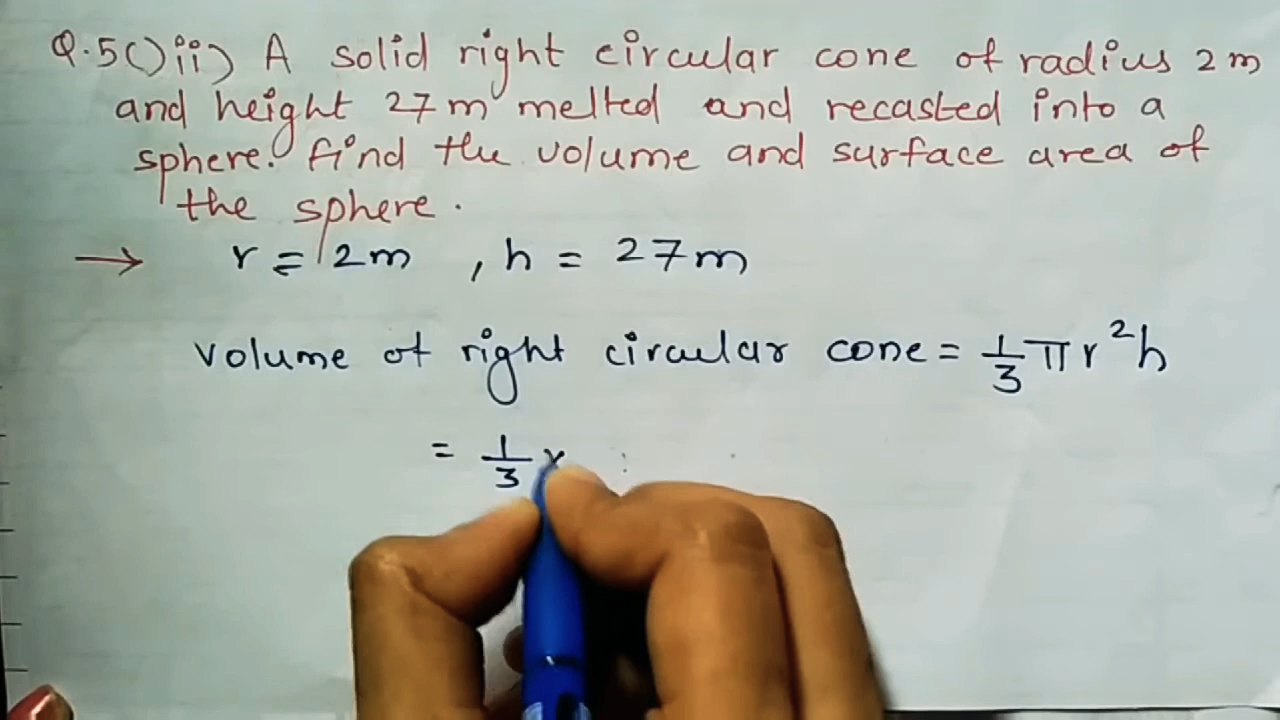 Q.5()ii) A solid right circular cone of radius 2m
and height 27m melted and recasted into a
sphere. find the volume and surface area of
the sphere.
→ r = 2m , h = 27m
volume of right circular cone = 1/3 πr²h
= 1/3 x